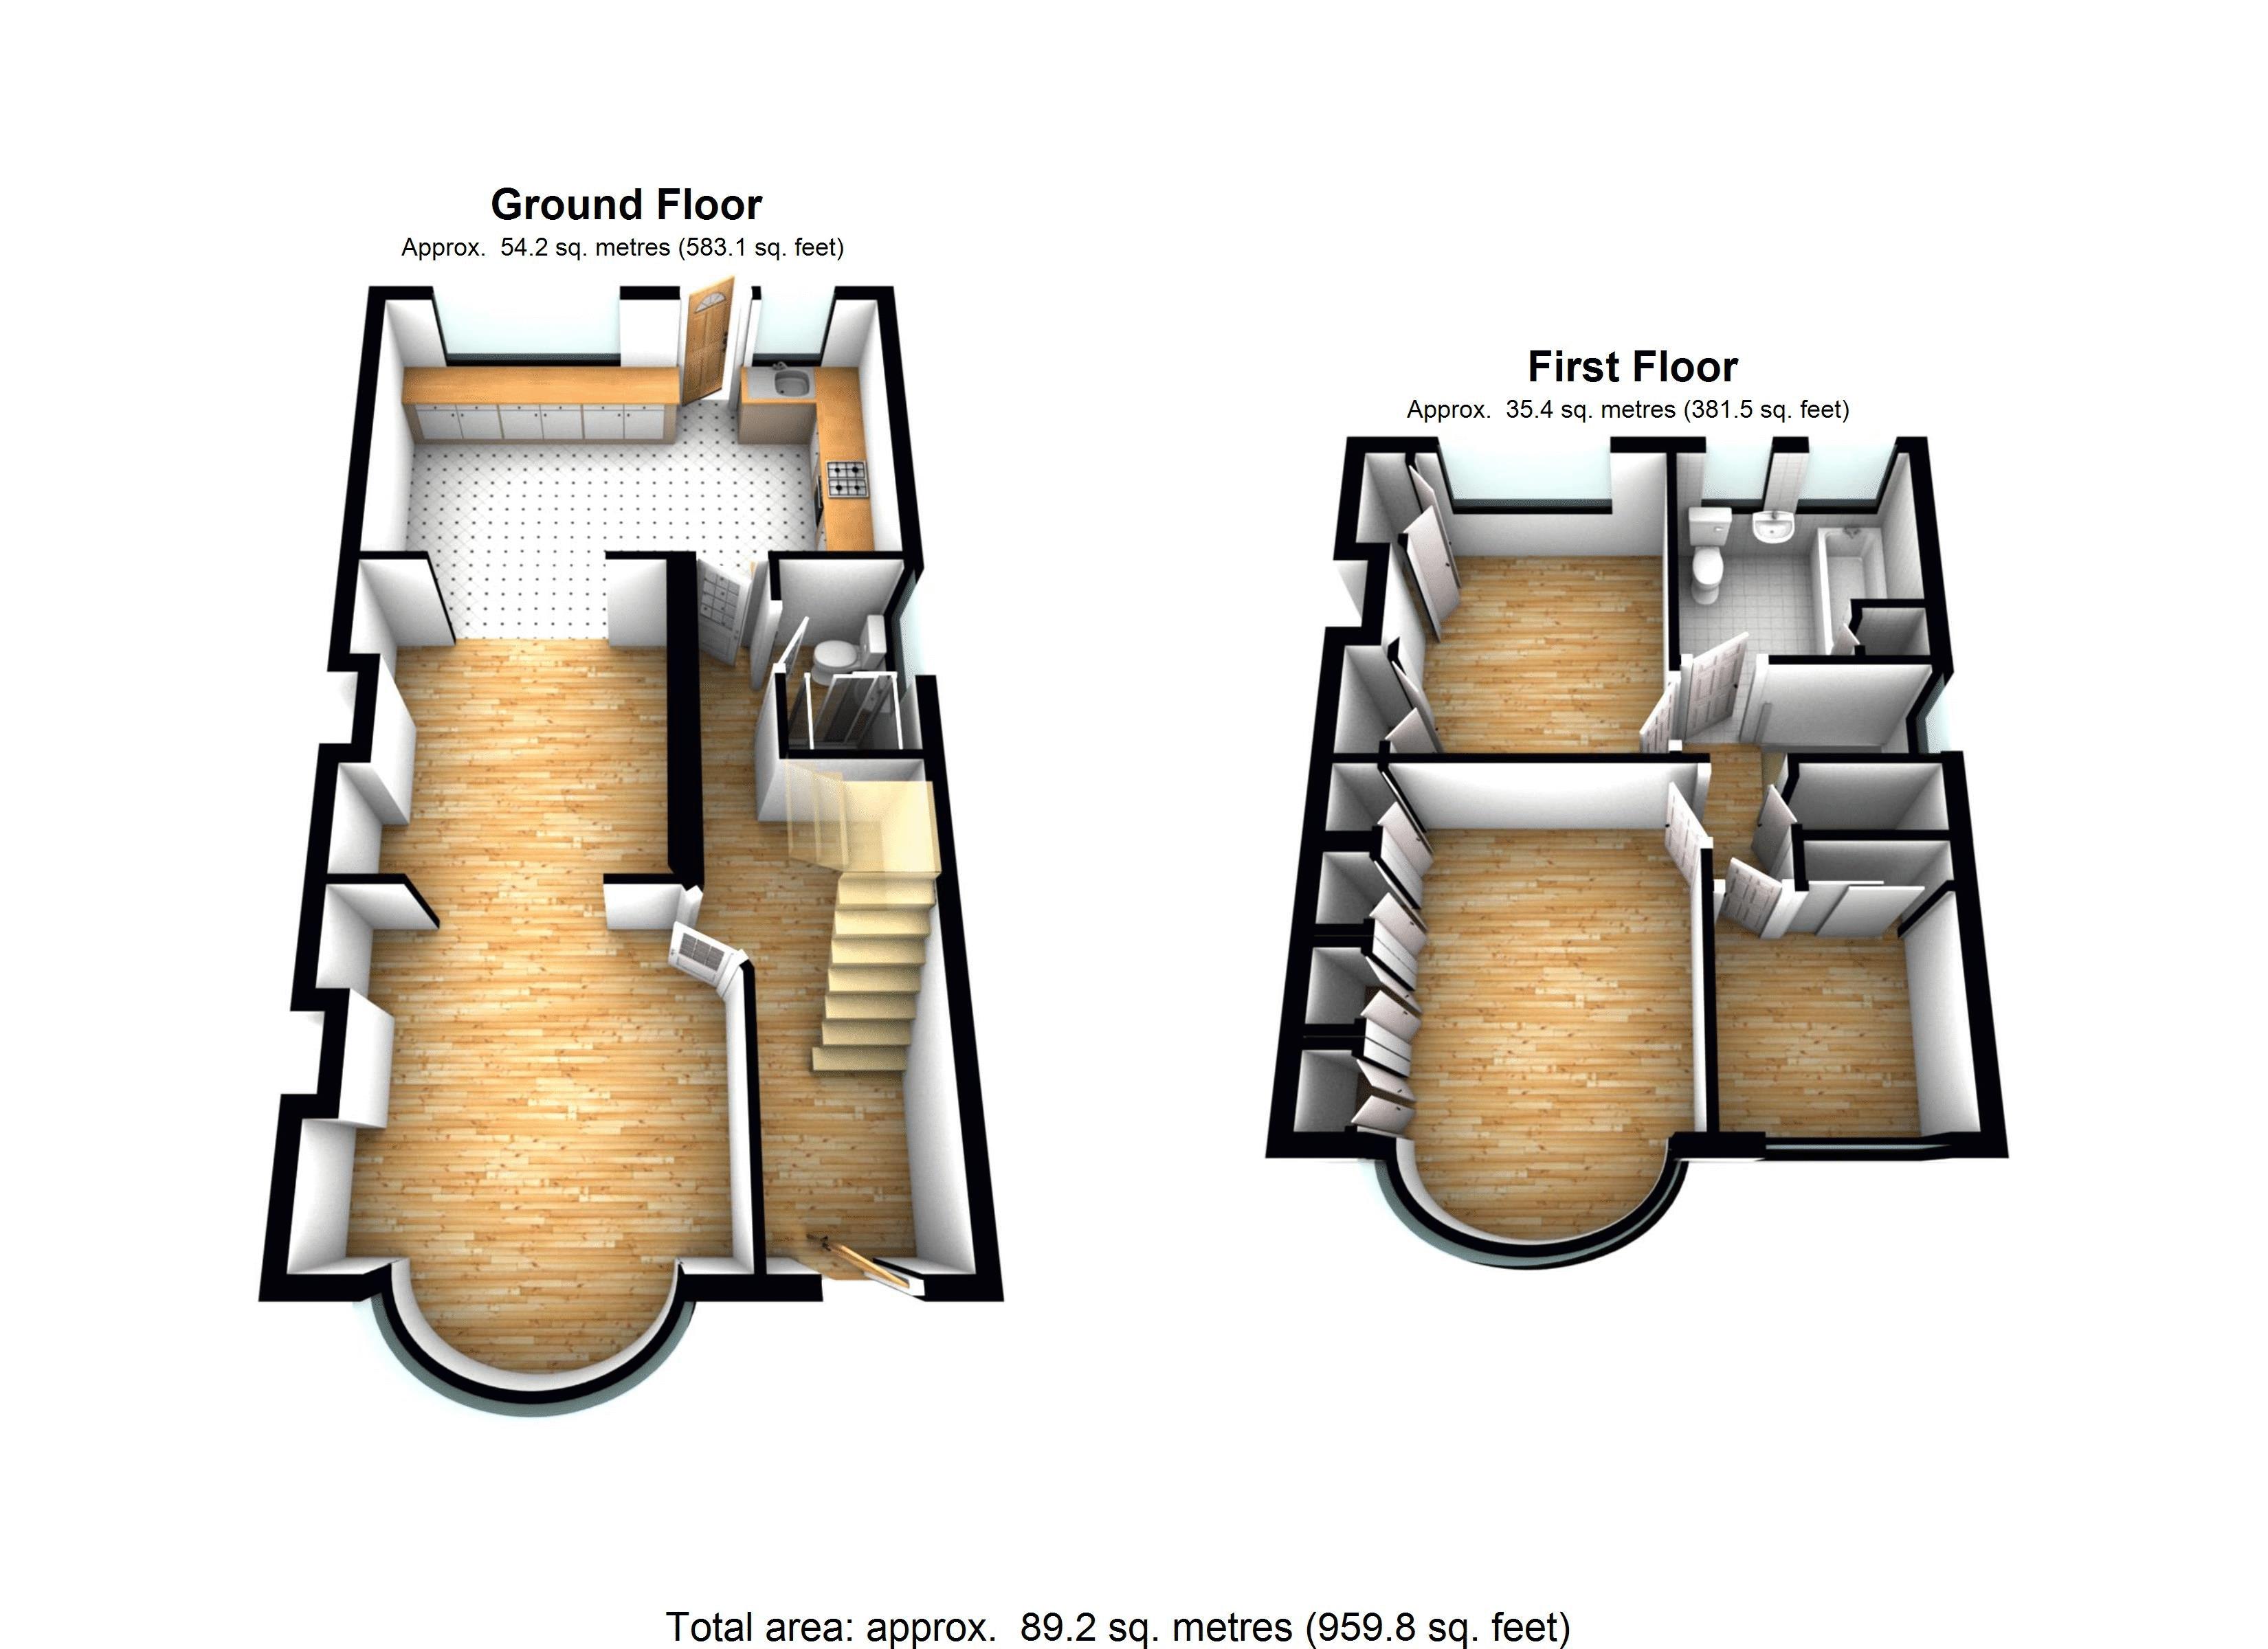 Ground Floor
Approx. 54.2 sq. metres (583.1 sq. feet)
First Floor
Approx. 35.4 sq. metres (381.5 sq. feet)
Total area: approx. 89.2 sq. metres (959.8 sq. feet)